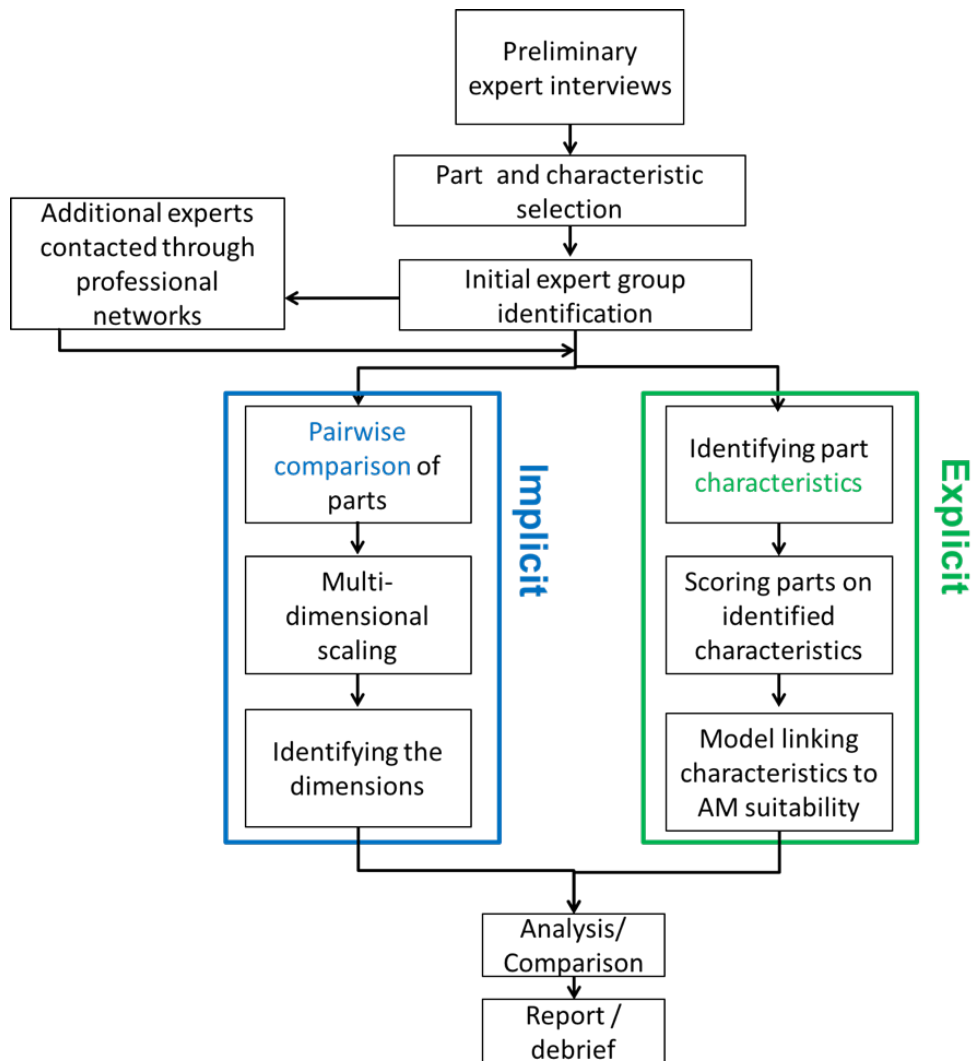 Preliminary
expert interviews
Part  and characteristic
selection
Additional experts
contacted through
professional
networks
Initial expert group
identification
Pairwise
comparison of
parts
Multi-
dimensional
scaling
Identifying the
dimensions
Implicit
Identifying part
characteristics
Scoring parts on
identified
characteristics
Model linking
characteristics to
AM suitability
Explicit
Analysis/
Comparison
Report /
debrief